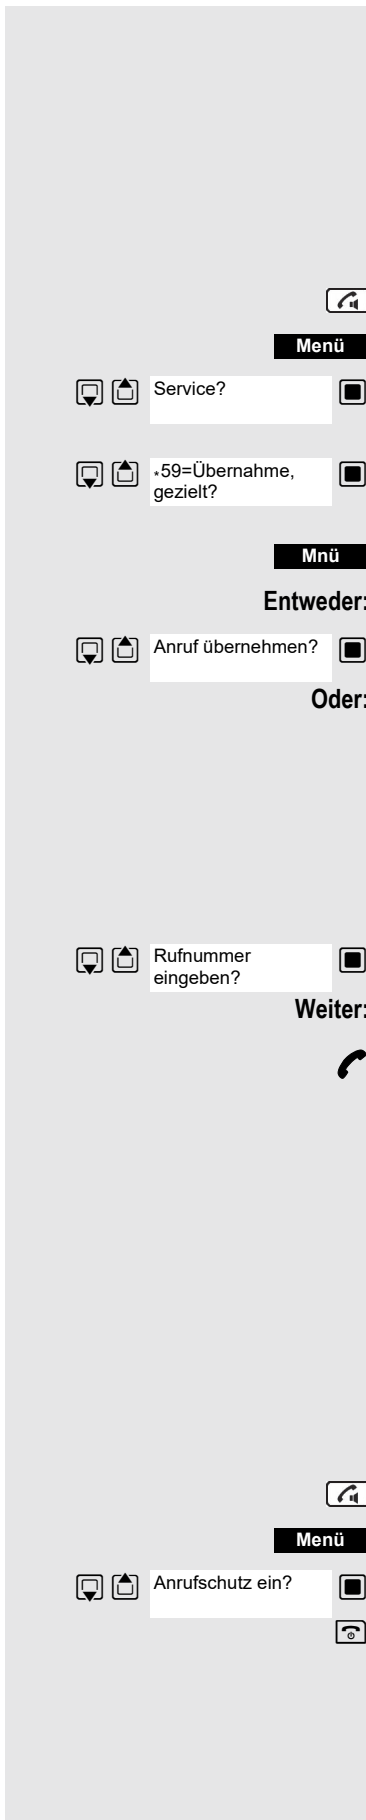 Menü
Service?
*59=Übernahme,
gezielt?
Mnü
Entweder:
Anruf übernehmen?
Oder:
Rufnummer
eingeben?
Weiter:
Menü
Anrufschutz ein?